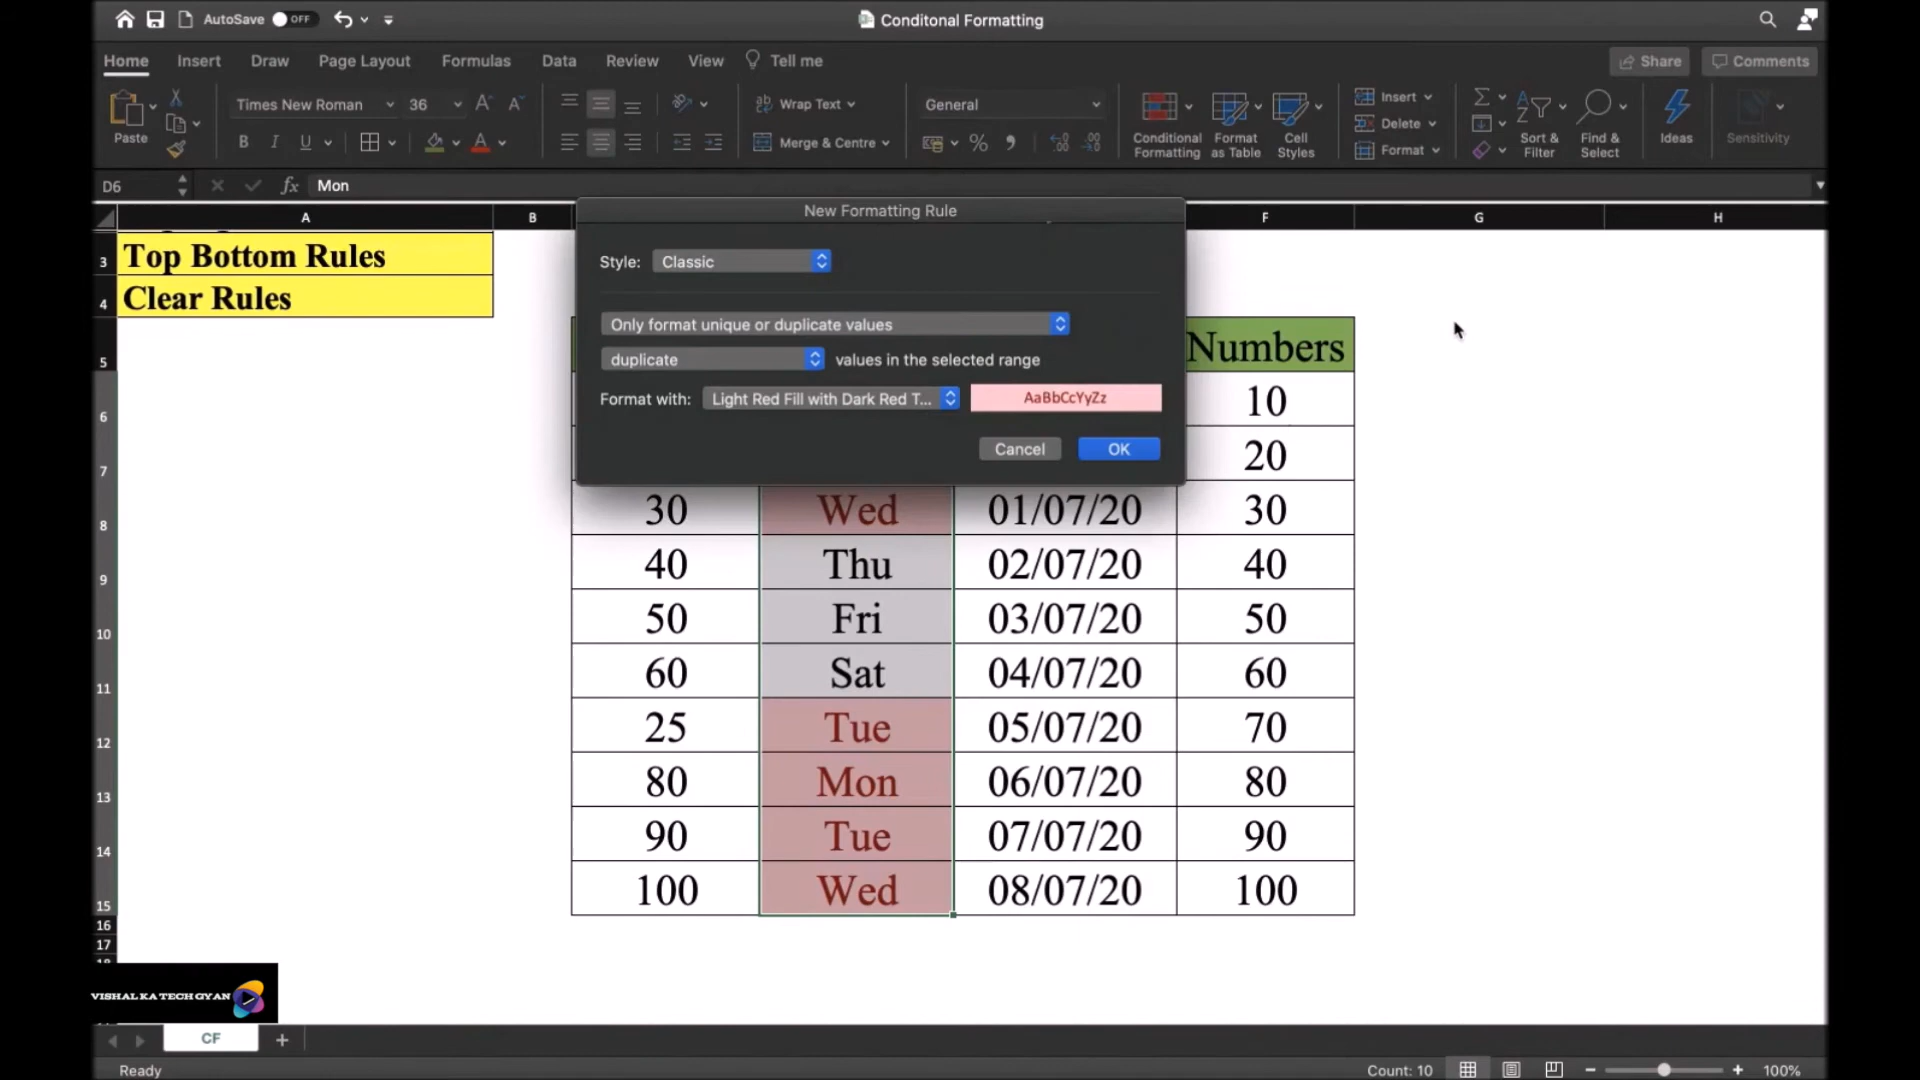 AutoSave OFF
Conditonal Formatting
Home Insert Draw Page Layout Formulas Data Review View Tell me
Share Comments
Paste
Times New Roman 36
B I U
Wrap Text
Merge & Centre
General
%
Conditional Formatting
Format as Table
Cell Styles
Insert
Delete
Format
Sort & Filter
Find & Select
Ideas
Sensitivity
D6 fx Mon
A B F G H
New Formatting Rule
Style: Classic
Only format unique or duplicate values
duplicate values in the selected range
Format with: Light Red Fill with Dark Red T... AaBbCcYyZz
Cancel OK
3 Top Bottom Rules
4 Clear Rules
5 Numbers
6 10
7 20
8 30 Wed 01/07/20 30
9 40 Thu 02/07/20 40
10 50 Fri 03/07/20 50
11 60 Sat 04/07/20 60
12 25 Tue 05/07/20 70
13 80 Mon 06/07/20 80
14 90 Tue 07/07/20 90
15 100 Wed 08/07/20 100
16
17
VISHAL KA TECH GYAN
CF
Ready
Count: 10
100%